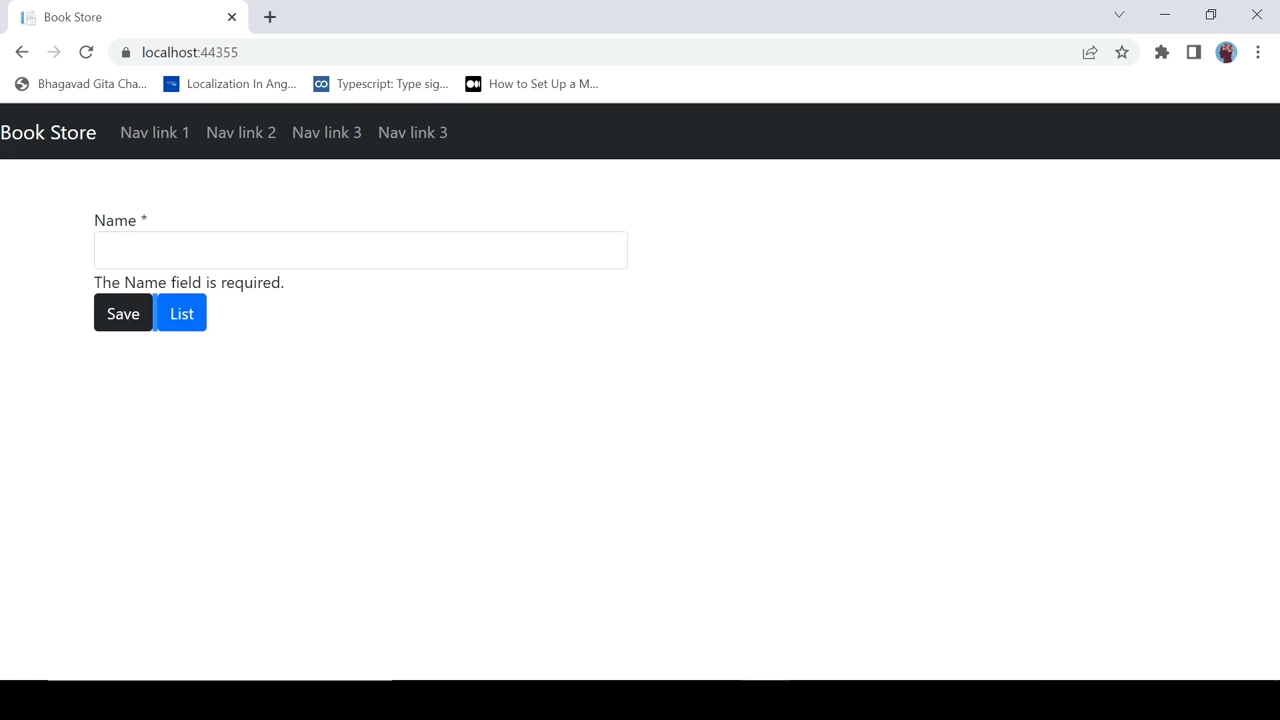 Book Store
localhost:44355
Bhagavad Gita Cha... Localization In Ang... Typescript: Type sig... How to Set Up a M...
Book Store Nav link 1 Nav link 2 Nav link 3 Nav link 3
Name *
The Name field is required.
Save List